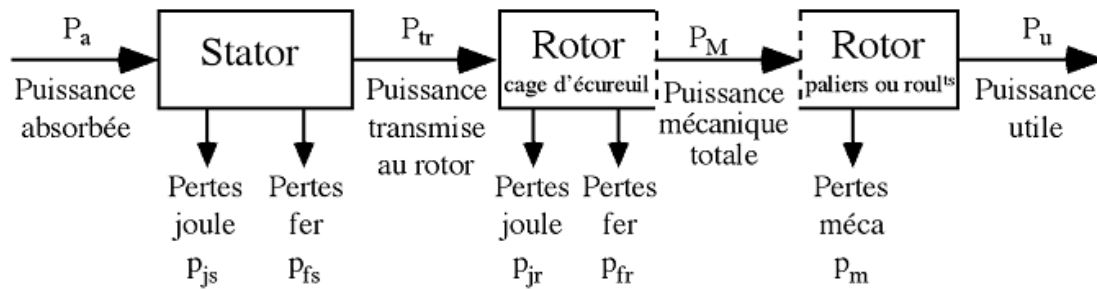 Pa
Stator
Ptr
Rotor
cage d'écureuil
PM
Rotor
paliers ou roults
Pu
Puissance
absorbée
Puissance
transmise
au rotor
Puissance
mécanique
totale
Puissance
utile
Pertes
joule
pjs
Pertes
fer
pfs
Pertes
joule
pjr
Pertes
fer
pfr
Pertes
méca
pm